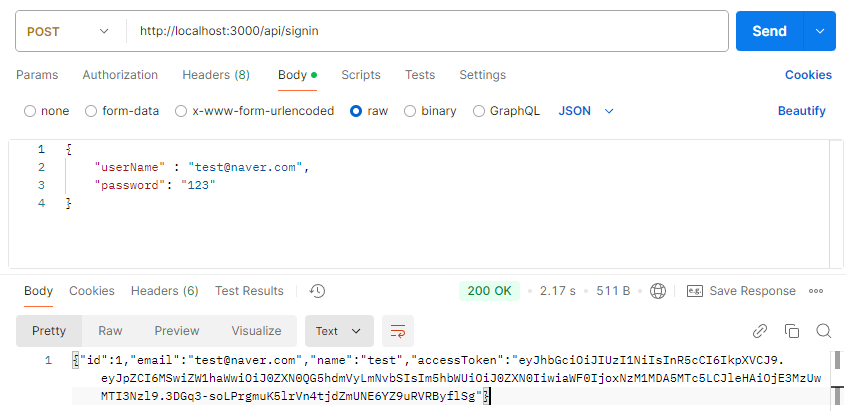 POST http://localhost:3000/api/signin Send
Params Authorization Headers (8) Body Scripts Tests Settings Cookies
none form-data x-www-form-urlencoded raw binary GraphQL JSON Beautify
1 {
2 "userName" : "test@naver.com",
3 "password": "123"
4 }
Body Cookies Headers (6) Test Results 200 OK 2.17 s 511 B e.g. Save Response
Pretty Raw Preview Visualize Text
1 {"id":1,"email":"test@naver.com","name":"test","accessToken":"eyJhbGciOiJIUzI1NiIsInR5cCI6IkpXVCJ9.
eyJpZCI6MSwiZW1haWwiOiJ0ZXN0QG5hdmVyLmNvbSIsIm5hbWUiOiJ0ZXN0IiwiaWF0IjoxNzM1MDA5MTc5LCJleHAiOjE3MzUw
MTI3Nzl9.3DGq3-soLPrgmuK5lrVn4tjdZmUNE6YZ9uRVRByflSg"}